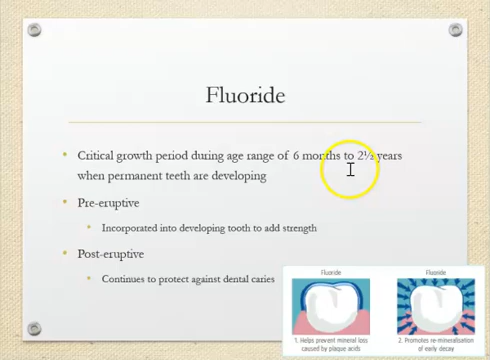 Fluoride
Critical growth period during age range of 6 months to 2½ years
when permanent teeth are developing
Pre-eruptive
Incorporated into developing tooth to add strength
Post-eruptive
Continues to protect against dental caries
Fluoride
1. Helps prevent mineral loss
caused by plaque acids
Fluoride
2. Promotes re-mineralisation
of early decay